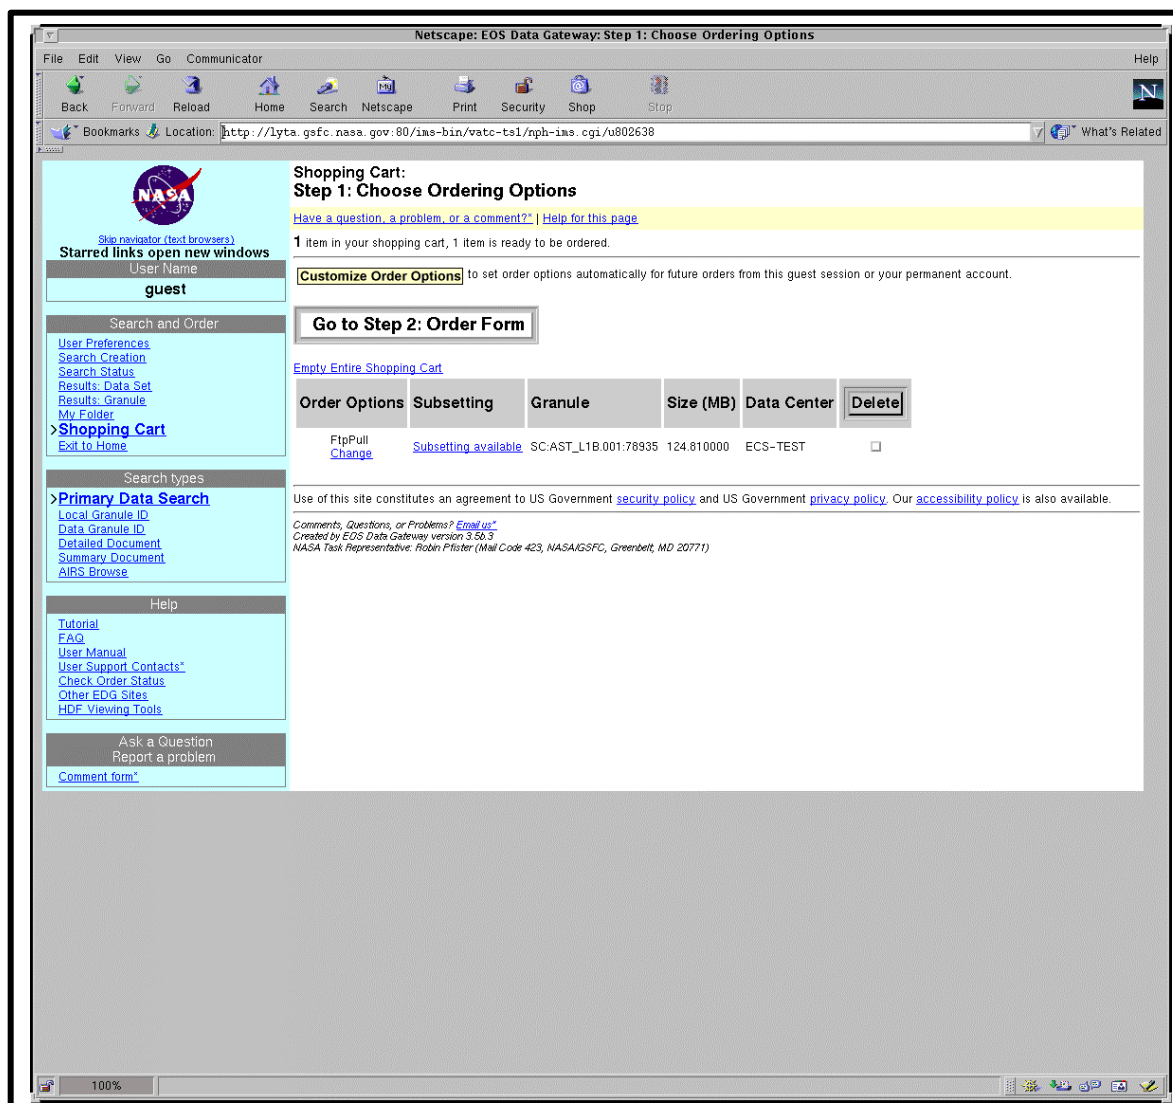 Netscape: EOS Data Gateway: Step 1: Choose Ordering Options
File Edit View Go Communicator Help
Back Forward Reload Home Search Netscape Print Security Shop Stop
My
N
Bookmarks Location: http://lyta.gsfc.nasa.gov:80/ims-bin/vatc-ts1/nph-ims.cgi/u802638 What's Related
NASA
Skip navigator (text browsers)
Starred links open new windows
User Name
guest
Search and Order
User Preferences
Search Creation
Search Status
Results: Data Set
Results: Granule
My Folder
>Shopping Cart
Exit to Home
Search types
>Primary Data Search
Local Granule ID
Data Granule ID
Detailed Document
Summary Document
AIRS Browse
Help
Tutorial
FAQ
User Manual
User Support Contacts*
Check Order Status
Other EDG Sites
HDF Viewing Tools
Ask a Question
Report a problem
Comment form*
Shopping Cart:
Step 1: Choose Ordering Options
Have a question, a problem, or a comment?* | Help for this page
1 item in your shopping cart, 1 item is ready to be ordered.
Customize Order Options to set order options automatically for future orders from this guest session or your permanent account.
Go to Step 2: Order Form
Empty Entire Shopping Cart
Order Options Subsetting Granule Size (MB) Data Center Delete
FtpPull
Change Subsetting available SC:AST_L1B.001:78935 124.810000 ECS-TEST
Use of this site constitutes an agreement to US Government security policy and US Government privacy policy. Our accessibility policy is also available.
Comments, Questions, or Problems? Email us*
Created by EOS Data Gateway version 3.5b.3
NASA Task Representative: Robin Pfister (Mail Code 423, NASA/GSFC, Greenbelt, MD 20771)
100%